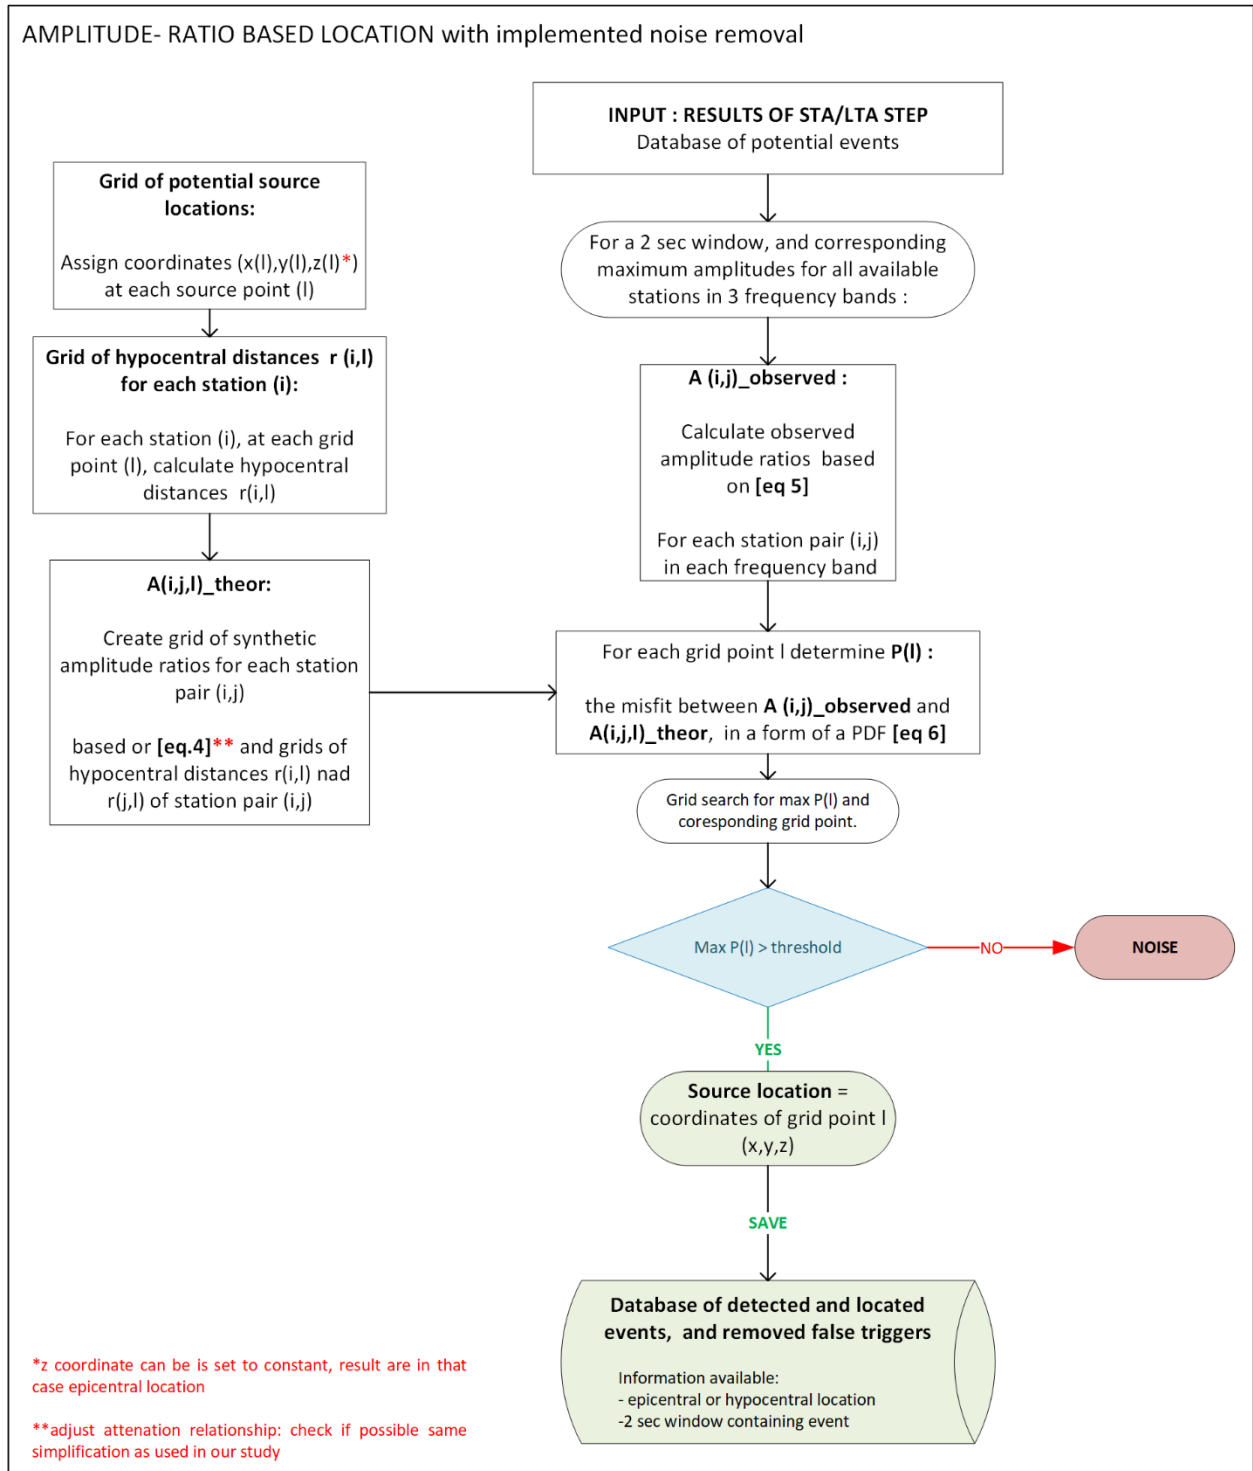 AMPLITUDE- RATIO BASED LOCATION with implemented noise removal
INPUT : RESULTS OF STA/LTA STEP
Database of potential events
Grid of potential source
locations:
Assign coordinates (x(l),y(l),z(l)*)
at each source point (l)
For a 2 sec window, and corresponding
maximum amplitudes for all available
stations in 3 frequency bands :
Grid of hypocentral distances r (i,l)
for each station (i):
For each station (i), at each grid
point (l), calculate hypocentral
distances r(i,l)
A (i,j)_observed :
Calculate observed
amplitude ratios based
on [eq 5]
For each station pair (i,j)
in each frequency band
A(i,j,l)_theor:
Create grid of synthetic
amplitude ratios for each station
pair (i,j)
based or [eq.4]** and grids of
hypocentral distances r(i,l) nad
r(j,l) of station pair (i,j)
For each grid point l determine P(l) :
the misfit between A (i,j)_observed and
A(i,j,l)_theor, in a form of a PDF [eq 6]
Grid search for max P(l) and
coresponding grid point.
Max P(l) > threshold
NO
NOISE
YES
Source location =
coordinates of grid point l
(x,y,z)
SAVE
Database of detected and located
events, and removed false triggers
Information available:
- epicentral or hypocentral location
-2 sec window containing event
*z coordinate can be is set to constant, result are in that
case epicentral location
**adjust attenation relationship: check if possible same
simplification as used in our study